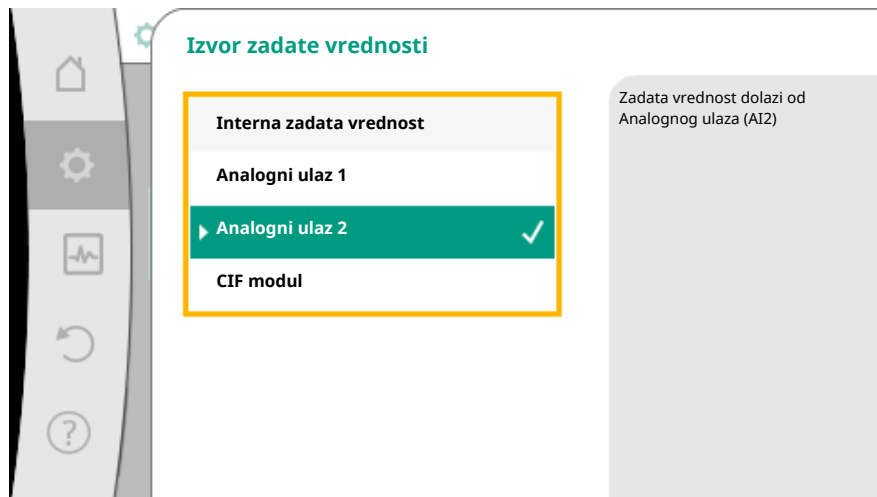 Izvor zadate vrednosti
Interna zadata vrednost
Analogni ulaz 1
Analogni ulaz 2
CIF modul
Zadata vrednost dolazi od
Analognog ulaza (AI2)
?